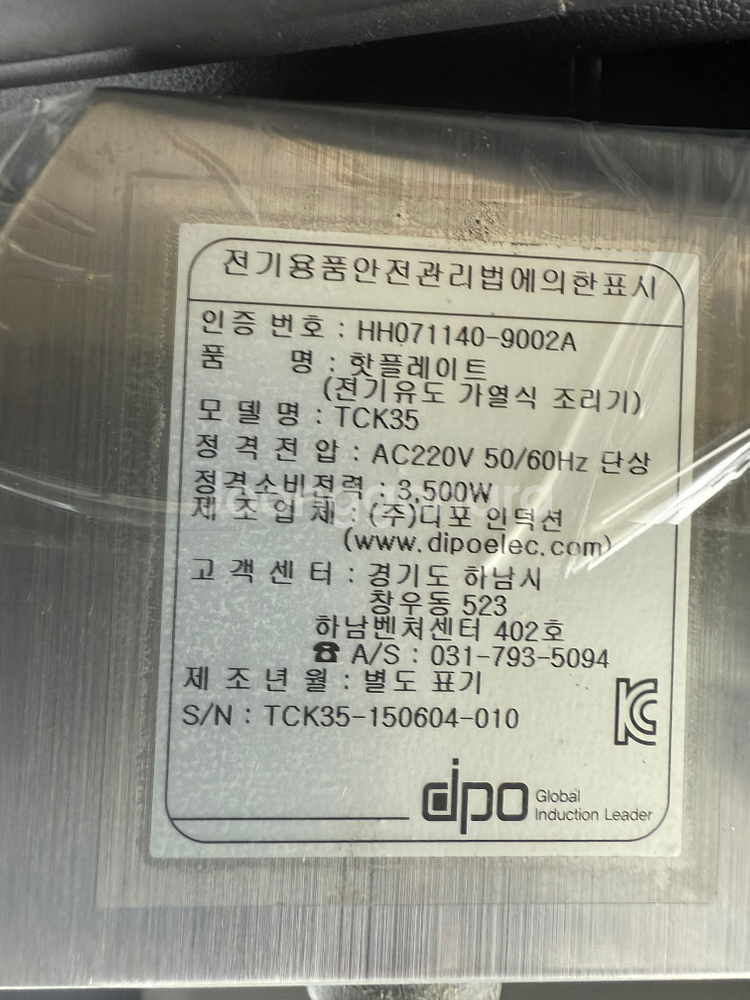 전기용품안전관리법에의한표시
인증 번호 : HH071140-9002A
품 명 : 핫플레이트
(전기유도 가열식 조리기)
모델명 : TCK35
정격전압 : AC220V 50/60Hz 단상
정격소비전력 : 3,500W
제조업체 : (주)디포 인덕션
(www.dipoelec.com)
고객센터 : 경기도 하남시
창우동 523
하남벤처센터 402호
☎ A/S : 031-793-5094
제조년월 : 별도 표기
S/N : TCK35-150604-010
KC
dipo Global
Induction Leader